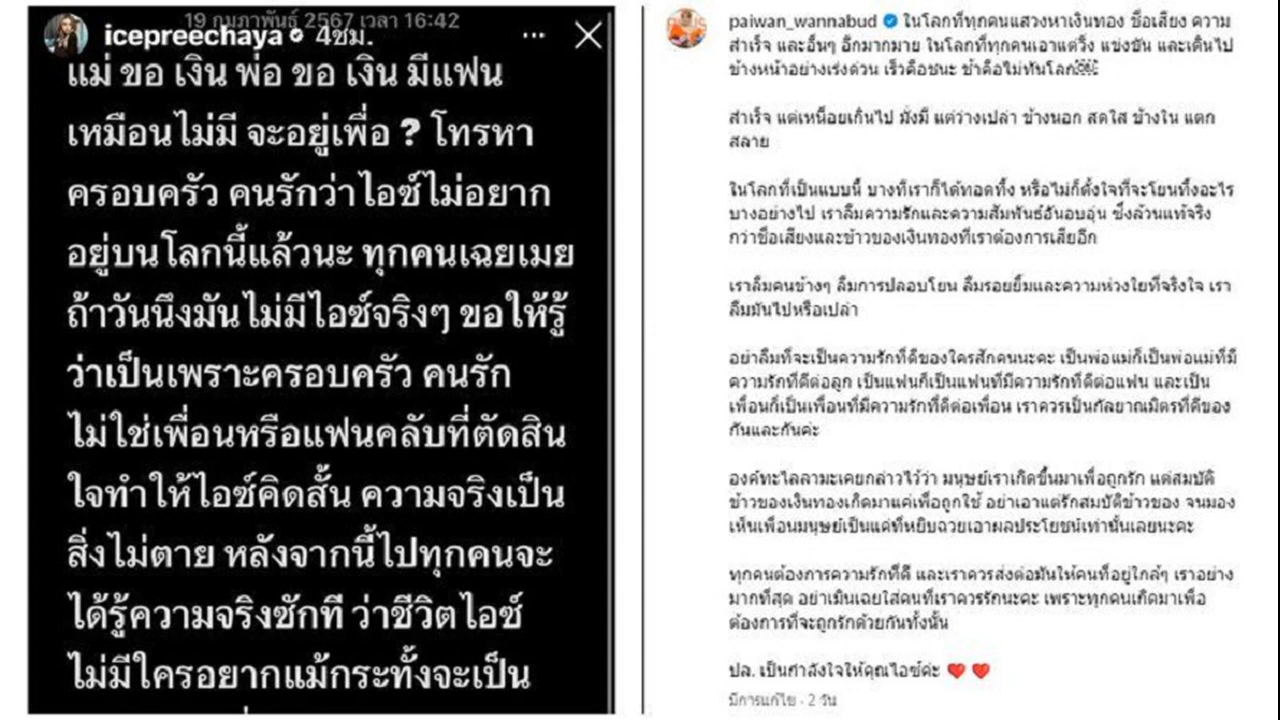 19 กุมภาพันธ์ 2567 เวลา 16:42
icepreechaya 4ชม.
แม่ ขอ เงิน พ่อ ขอ เงิน มีแฟน
เหมือนไม่มี จะอยู่เพื่อ ? โทรหา
ครอบครัว คนรักว่าไอซ์ไม่อยาก
อยู่บนโลกนี้แล้วนะ ทุกคนเฉยเมย
ถ้าวันนึงมันไม่มีไอซ์จริงๆ ขอให้รู้
ว่าเป็นเพราะครอบครัว คนรัก
ไม่ใช่เพื่อนหรือแฟนคลับที่ตัดสิน
ใจทำให้ไอซ์คิดสั้น ความจริงเป็น
สิ่งไม่ตาย หลังจากนี้ไปทุกคนจะ
ได้รู้ความจริงซักที ว่าชีวิตไอซ์
ไม่มีใครอยากแม้กระทั้งจะเป็น
paiwan_wannabud ในโลกที่ทุกคนแสวงหาเงินทอง ชื่อเสียง ความ
สำเร็จ และอื่นๆ อีกมากมาย ในโลกที่ทุกคนเอาแต่วิ่ง แข่งขัน และเดินไป
ข้างหน้าอย่างเร่งด่วน เร็วคือชนะ ช้าคือไม่ทันโลก
สำเร็จ แต่เหนื่อยเกินไป มั่งมี แต่ว่างเปล่า ข้างนอก สดใส ข้างใน แตก
สลาย
ในโลกที่เป็นแบบนี้ บางทีเราก็ได้ทอดทิ้ง หรือไม่ก็ตั้งใจที่จะโยนทิ้งอะไร
บางอย่างไป เราลืมความรักและความสัมพันธ์อันอบอุ่น ซึ่งล้วนแท้จริง
กว่าชื่อเสียงและข้าวของเงินทองที่เราต้องการเสียอีก
เราลืมคนข้างๆ ลืมการปลอบโยน ลืมรอยยิ้มและความห่วงใยที่จริงใจ เรา
ลืมมันไปหรือเปล่า
อย่าลืมที่จะเป็นความรักที่ดีของใครสักคนนะคะ เป็นพ่อแม่ก็เป็นพ่อแม่ที่มี
ความรักที่ดีต่อลูก เป็นแฟนก็เป็นแฟนที่มีความรักที่ดีต่อแฟน และเป็น
เพื่อนก็เป็นเพื่อนที่มีความรักที่ดีต่อเพื่อน เราควรเป็นกัลยาณมิตรที่ดีของ
กันและกันค่ะ
องค์ทะไลลามะเคยกล่าวไว้ว่า มนุษย์เราเกิดขึ้นมาเพื่อถูกรัก แต่สมบัติ
ข้าวของเงินทองเกิดมาแค่เพื่อถูกใช้ อย่าเอาแต่รักสมบัติข้าวของ จนมอง
เห็นเพื่อนมนุษย์เป็นแค่ที่หยิบฉวยเอาผลประโยชน์เท่านั้นเลยนะคะ
ทุกคนต้องการความรักที่ดี และเราควรส่งต่อมันให้คนที่อยู่ใกล้ๆ เราอย่าง
มากที่สุด อย่าเมินเฉยใส่คนที่เราควรรักนะคะ เพราะทุกคนเกิดมาเพื่อ
ต้องการที่จะถูกรักด้วยกันทั้งนั้น
ปล. เป็นกำลังใจให้คุณไอซ์ค่ะ ❤️ ❤️
มีการแก้ไข · 2 วัน